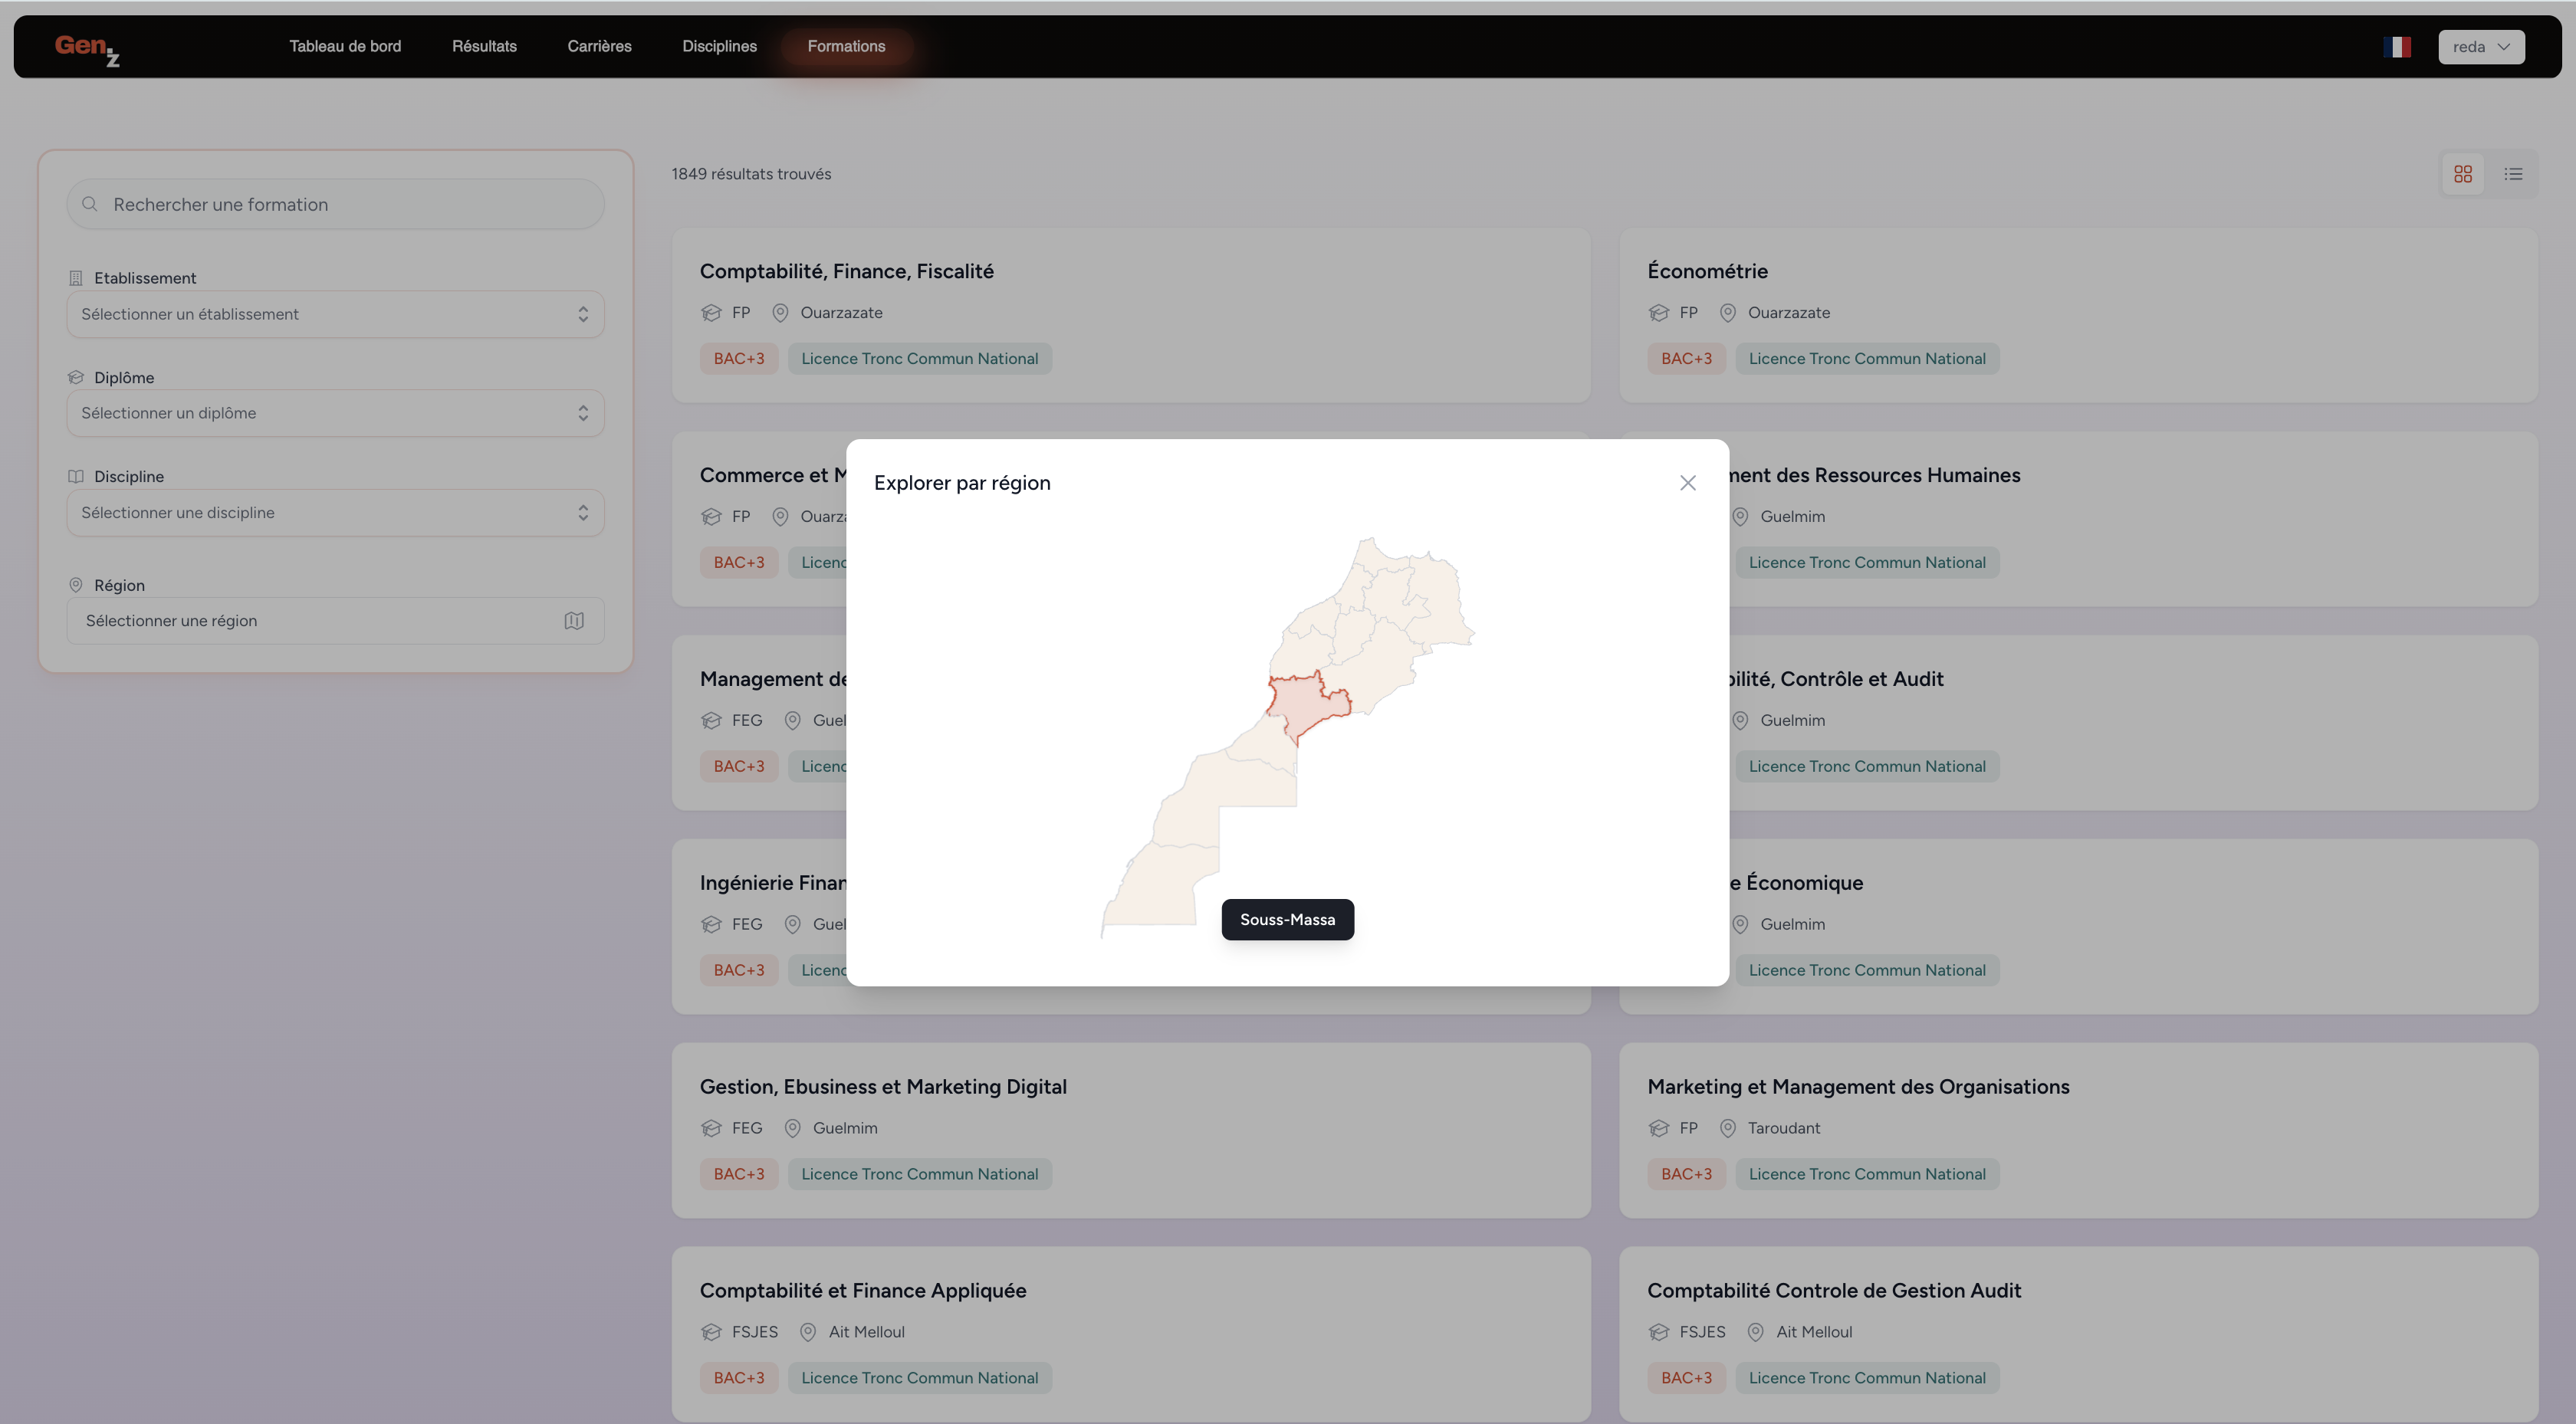 Gen z
Tableau de bord
Résultats
Carrières
Disciplines
Formations
reda
Rechercher une formation
Etablissement
Sélectionner un établissement
Diplôme
Sélectionner un diplôme
Discipline
Sélectionner une discipline
Région
Sélectionner une région
1849 résultats trouvés
Comptabilité, Finance, Fiscalité
FP Ouarzazate
BAC+3 Licence Tronc Commun National
Économétrie
FP Ouarzazate
BAC+3 Licence Tronc Commun National
Commerce et M
FP Ouarza
BAC+3 Licenc
ment des Ressources Humaines
Guelmim
Licence Tronc Commun National
Management de
FEG Guel
BAC+3 Licenc
bilité, Contrôle et Audit
Guelmim
Licence Tronc Commun National
Ingénierie Finan
FEG Guel
BAC+3 Licenc
e Économique
Guelmim
Licence Tronc Commun National
Gestion, Ebusiness et Marketing Digital
FEG Guelmim
BAC+3 Licence Tronc Commun National
Marketing et Management des Organisations
FP Taroudant
BAC+3 Licence Tronc Commun National
Comptabilité et Finance Appliquée
FSJES Ait Melloul
BAC+3 Licence Tronc Commun National
Comptabilité Controle de Gestion Audit
FSJES Ait Melloul
BAC+3 Licence Tronc Commun National
Explorer par région
Souss-Massa